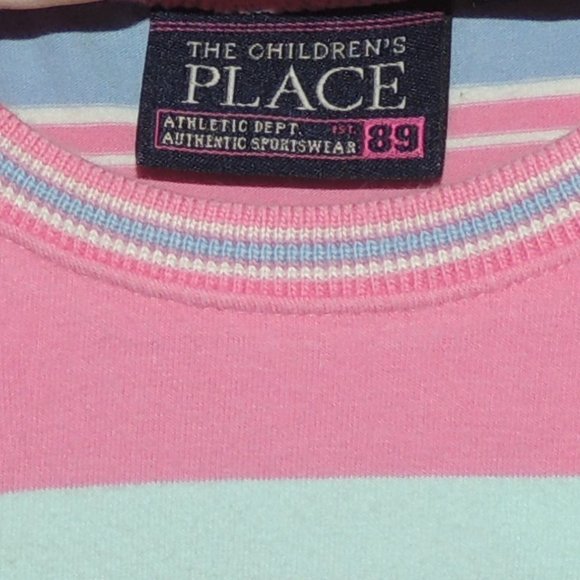 THE CHILDREN'S
PLACE
ATHLETIC DEPT. EST. 89
AUTHENTIC SPORTSWEAR